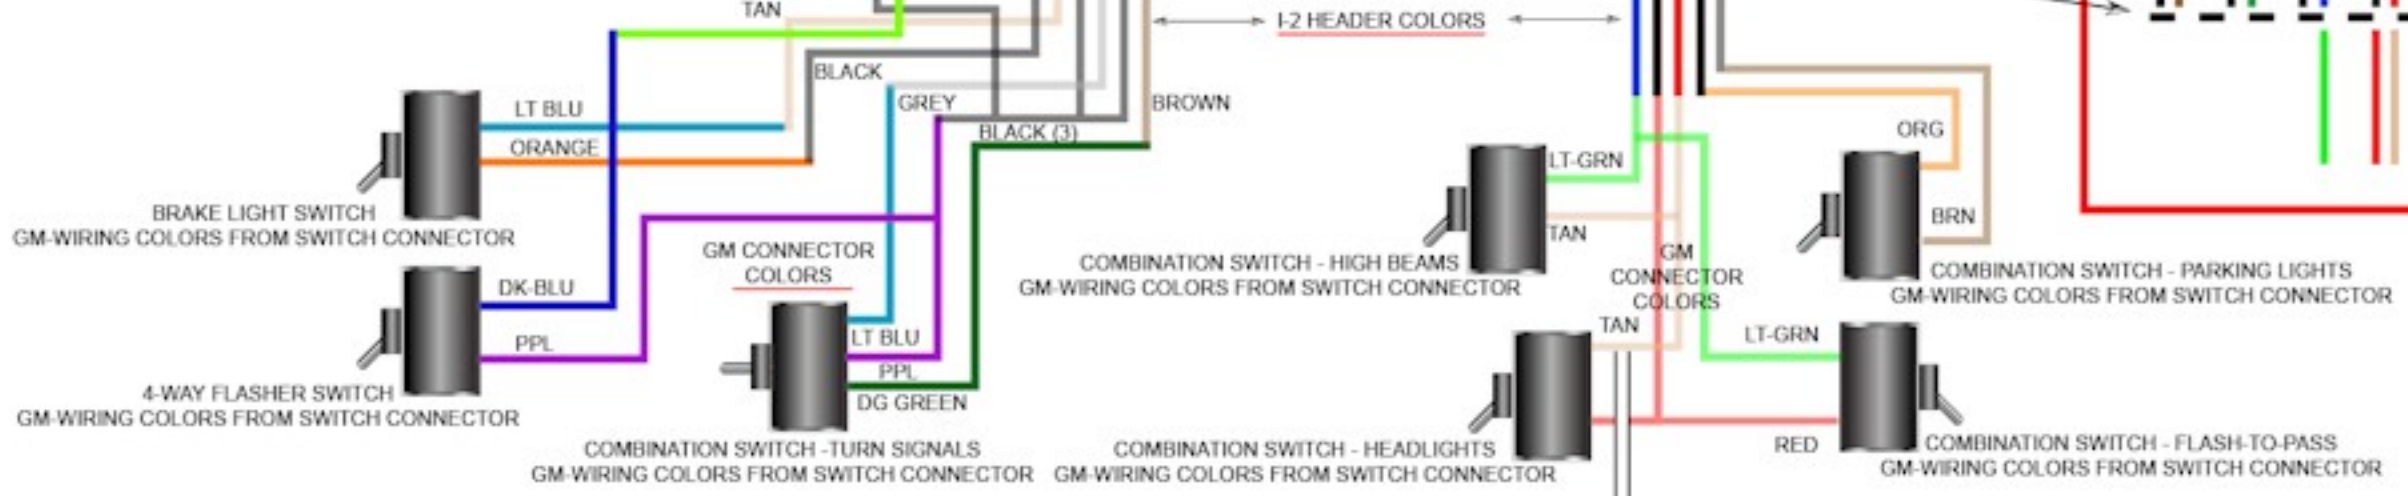 TAN
I-2 HEADER COLORS
BLACK
GREY
BROWN
BLACK (3)
LT BLU
ORANGE
BRAKE LIGHT SWITCH
GM-WIRING COLORS FROM SWITCH CONNECTOR
DK-BLU
PPL
4-WAY FLASHER SWITCH
GM-WIRING COLORS FROM SWITCH CONNECTOR
GM CONNECTOR
COLORS
LT BLU
PPL
DG GREEN
COMBINATION SWITCH -TURN SIGNALS
GM-WIRING COLORS FROM SWITCH CONNECTOR
LT-GRN
TAN
COMBINATION SWITCH - HIGH BEAMS
GM-WIRING COLORS FROM SWITCH CONNECTOR
GM
CONNECTOR
COLORS
ORG
BRN
COMBINATION SWITCH - PARKING LIGHTS
GM-WIRING COLORS FROM SWITCH CONNECTOR
TAN
COMBINATION SWITCH - HEADLIGHTS
GM-WIRING COLORS FROM SWITCH CONNECTOR
LT-GRN
RED
COMBINATION SWITCH - FLASH-TO-PASS
GM-WIRING COLORS FROM SWITCH CONNECTOR